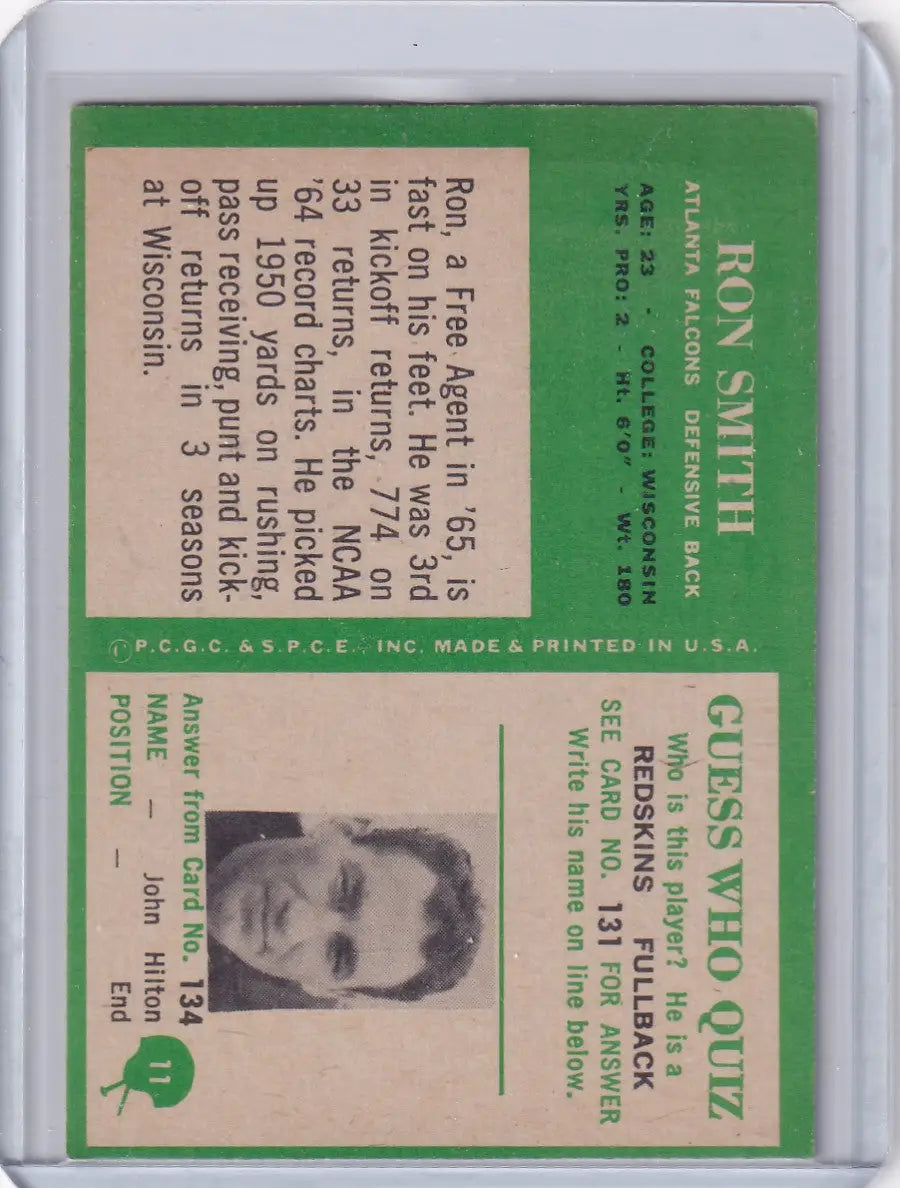 RON SMITH
ATLANTA FALCONS DEFENSIVE BACK
AGE: 23 - COLLEGE: WISCONSIN
YRS. PRO: 2 - Ht. 6'0" - Wt. 180
Ron, a Free Agent in '65, is
fast on his feet. He was 3rd
in kickoff returns, 774 on
33 returns, in the NCAA
'64 record charts. He picked
up 1950 yards on rushing,
pass receiving, punt and kick-
off returns in 3 seasons
at Wisconsin.
©P.C.G.C. & S.P.C.E., INC. MADE & PRINTED IN U.S.A.
GUESS WHO QUIZ
Who is this player? He is a
REDSKINS FULLBACK
SEE CARD NO. 131 FOR ANSWER
Write his name on line below.
Answer from Card No. 134
NAME — John Hilton
POSITION — End
11